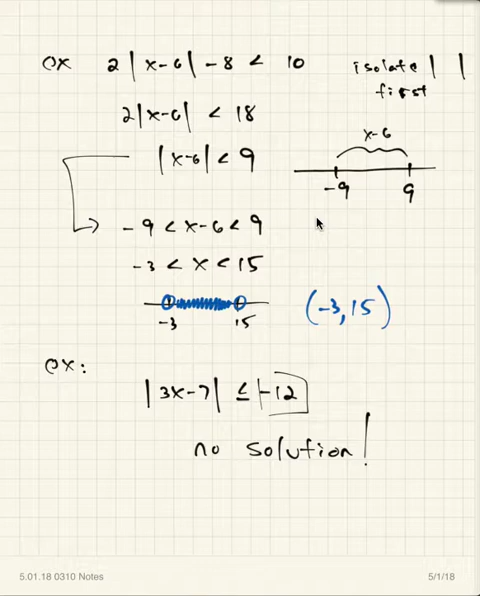 ex 2|x-6| -8 < 10 isolate | |
first
2|x-6| < 18
x-6
|x-6| < 9
-9 9
-9 < x-6 < 9
-3 < x < 15
(-3, 15)
-3 15
ex:
|3x-7| ≤ -12
no solution!
5.01.18 0310 Notes 5/1/18